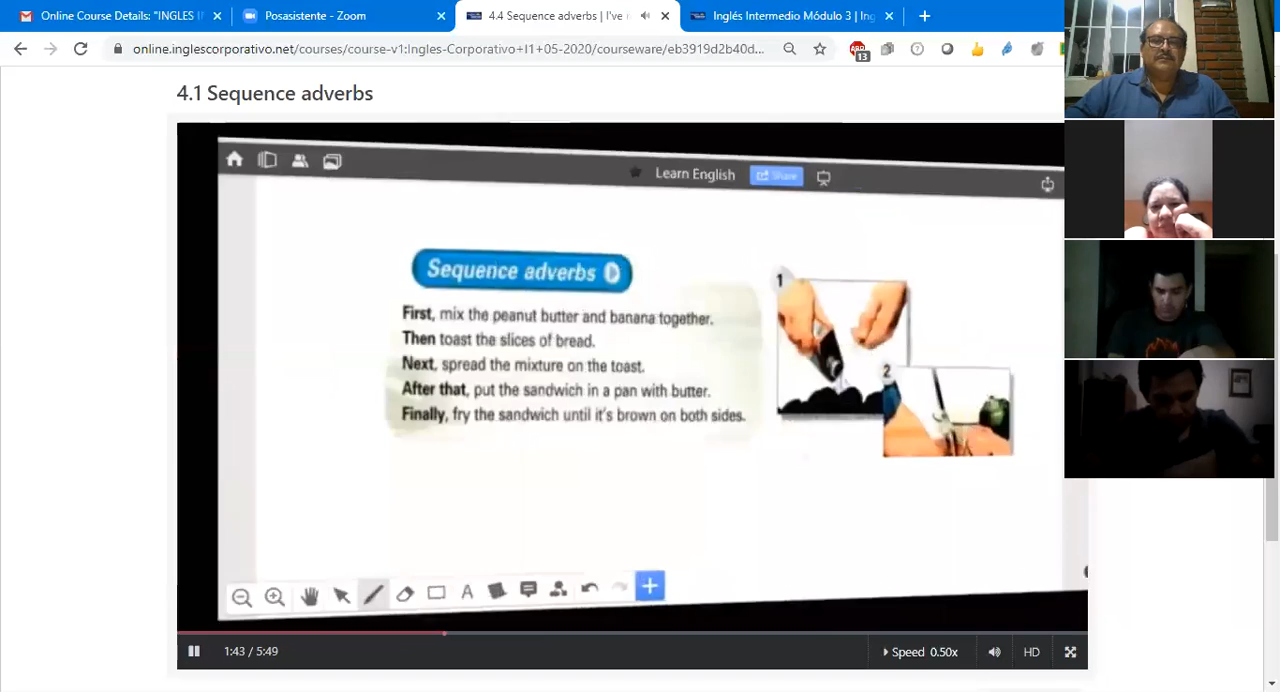 Online Course Details: "INGLES I
Posasistente - Zoom
4.4 Sequence adverbs | I've
Inglés Intermedio Módulo 3 | Ing
online.inglescorporativo.net/courses/course-v1:Ingles-Corporativo+I1+05-2020/courseware/eb3919d2b40d...
ABP
13
4.1 Sequence adverbs
Learn English
Share
Sequence adverbs
First, mix the peanut butter and banana together.
Then toast the slices of bread.
Next, spread the mixture on the toast.
After that, put the sandwich in a pan with butter.
Finally, fry the sandwich until it's brown on both sides.
1
2
A
1:43 / 5:49
Speed 0.50x
HD